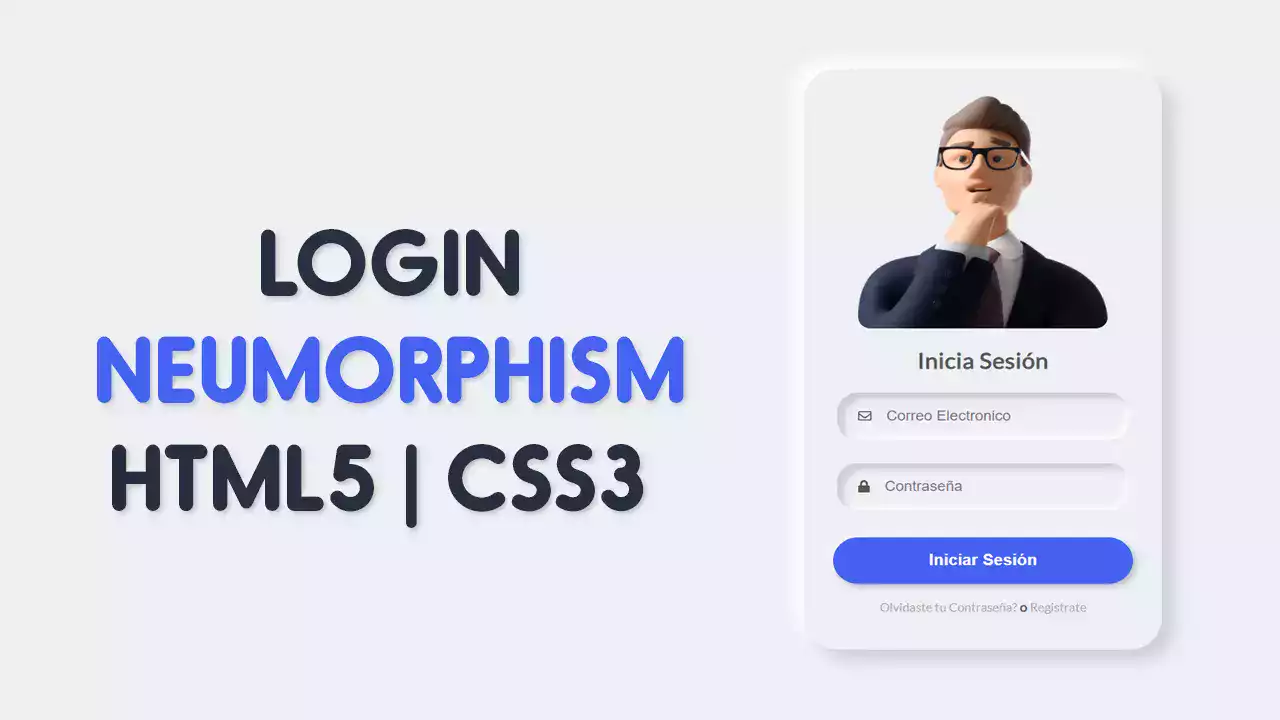 LOGIN
NEUMORPHISM
HTML5 | CSS3
Inicia Sesión
Correo Electronico
Contraseña
Iniciar Sesión
Olvidaste tu Contraseña? o Registrate